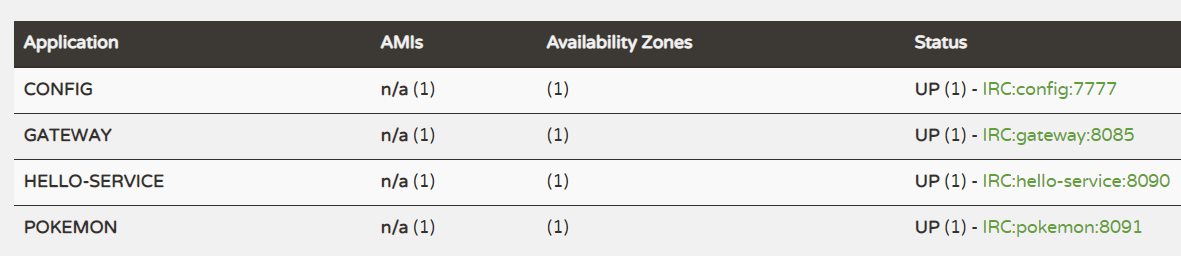 Application AMIs Availability Zones Status
CONFIG n/a (1) (1) UP (1) - IRC:config:7777
GATEWAY n/a (1) (1) UP (1) - IRC:gateway:8085
HELLO-SERVICE n/a (1) (1) UP (1) - IRC:hello-service:8090
POKEMON n/a (1) (1) UP (1) - IRC:pokemon:8091